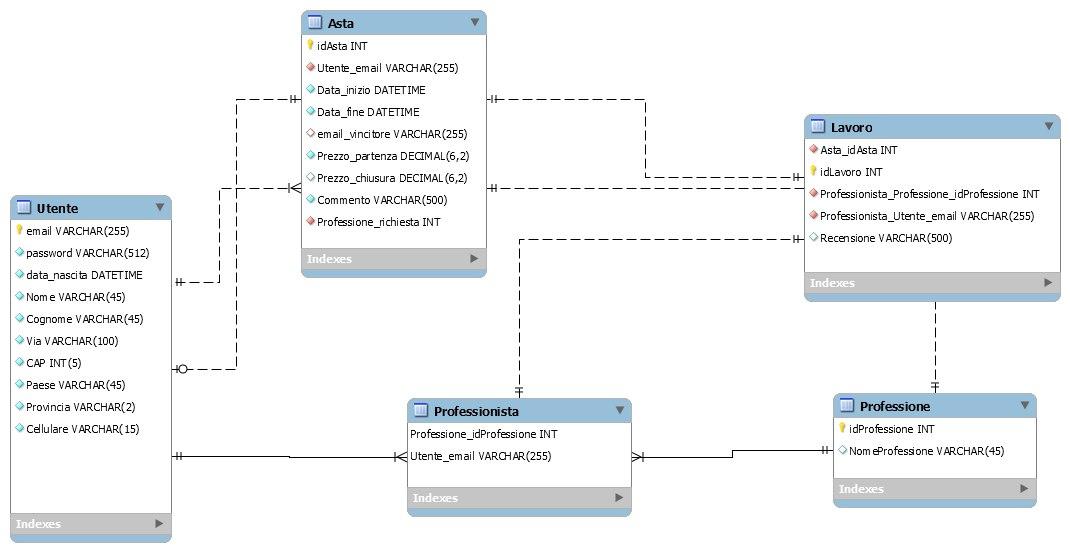 Asta
idAsta INT
Utente_email VARCHAR(255)
Data_inizio DATETIME
Data_fine DATETIME
email_vincitore VARCHAR(255)
Prezzo_partenza DECIMAL(6,2)
Prezzo_chiusura DECIMAL(6,2)
Commento VARCHAR(500)
Professione_richiesta INT
Indexes
Lavoro
Asta_idAsta INT
idLavoro INT
Professionista_Professione_idProfessione INT
Professionista_Utente_email VARCHAR(255)
Recensione VARCHAR(500)
Indexes
Utente
email VARCHAR(255)
password VARCHAR(512)
data_nascita DATETIME
Nome VARCHAR(45)
Cognome VARCHAR(45)
Via VARCHAR(100)
CAP INT(5)
Paese VARCHAR(45)
Provincia VARCHAR(2)
Cellulare VARCHAR(15)
Indexes
Professionista
Professione_idProfessione INT
Utente_email VARCHAR(255)
Indexes
Professione
idProfessione INT
NomeProfessione VARCHAR(45)
Indexes